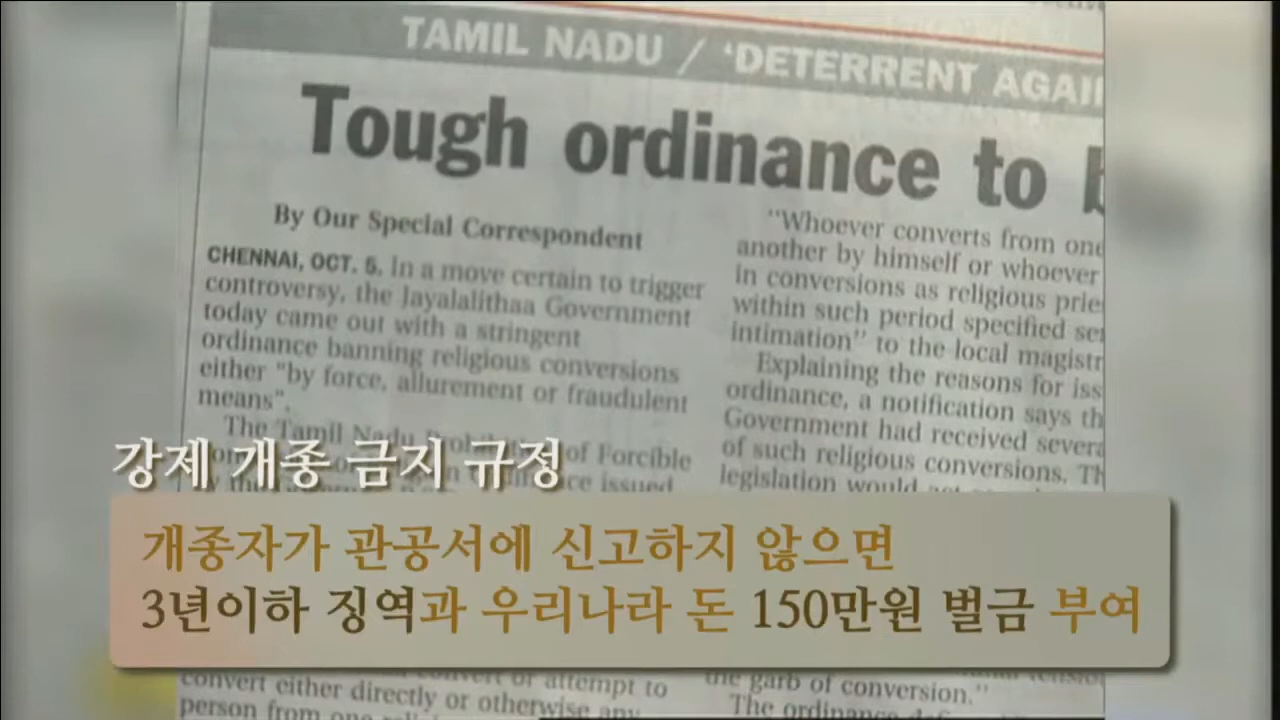 TAMIL NADU / 'DETERRENT AGAI
Tough ordinance to b
By Our Special Correspondent
CHENNAI, OCT. 5. In a move certain to trigger
controversy, the Jayalalithaa Government
today came out with a stringent
ordinance banning religious conversions
either "by force, allurement or fraudulent
means".
The Tamil Nadu of Forcible
issued
"Whoever converts from one
another by himself or whoever
in conversions as religious prie
within such period specified se
intimation" to the local magistr
Explaining the reasons for iss
ordinance, a notification says th
Government had received severa
of such religious conversions. Th
legislation would
강제 개종 금지 규정
개종자가 관공서에 신고하지 않으면
3년이하 징역과 우리나라 돈 150만원 벌금 부여
convert either directly or otherwise any
person from one
the garb of conversion."
The ordinance